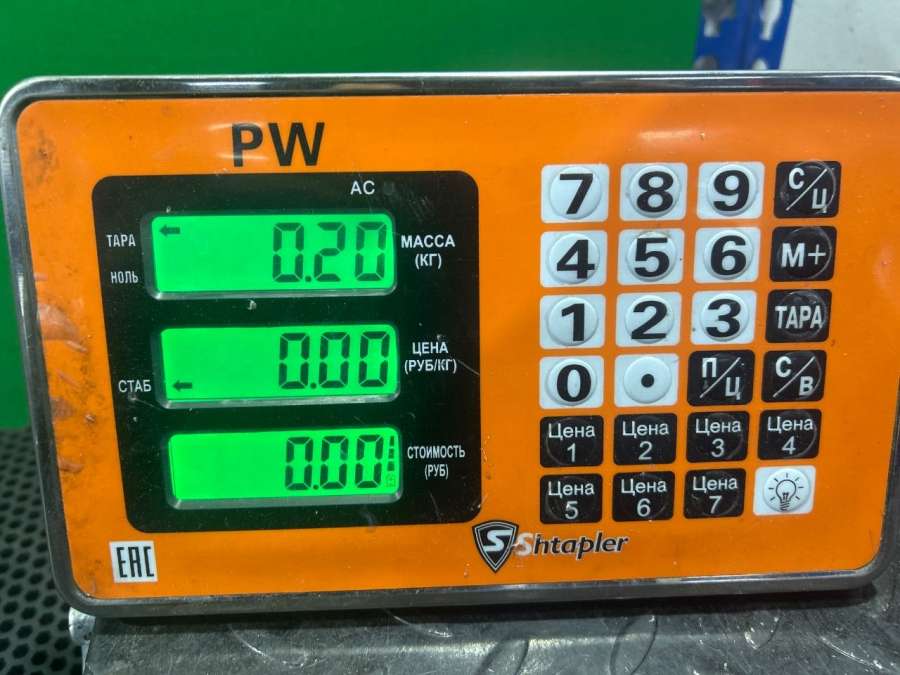 PW
AC
ТАРА
НОЛЬ
0.20
МАССА
(КГ)
СТАБ
0.00
ЦЕНА
(РУБ/КГ)
0.00
СТОИМОСТЬ
(РУБ)
7 8 9 С/Ц
4 5 6 М+
1 2 3 ТАРА
0 . П/Ц С/В
Цена 1 Цена 2 Цена 3 Цена 4
Цена 5 Цена 6 Цена 7
S-Shtapler
EAC